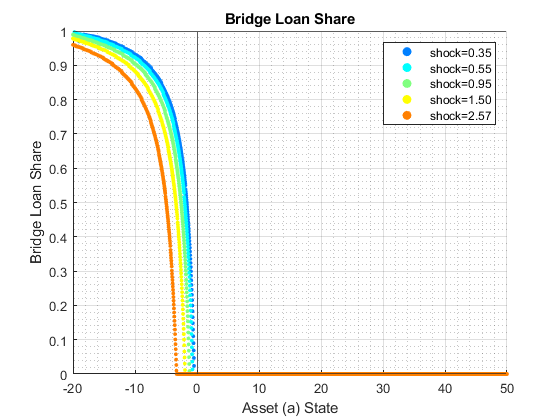 Bridge Loan Share
1
0.9
0.8
0.7
0.6
0.5
0.4
0.3
0.2
0.1
0
Bridge Loan Share
shock=0.35
shock=0.55
shock=0.95
shock=1.50
shock=2.57
-20 -10 0 10 20 30 40 50
Asset (a) State